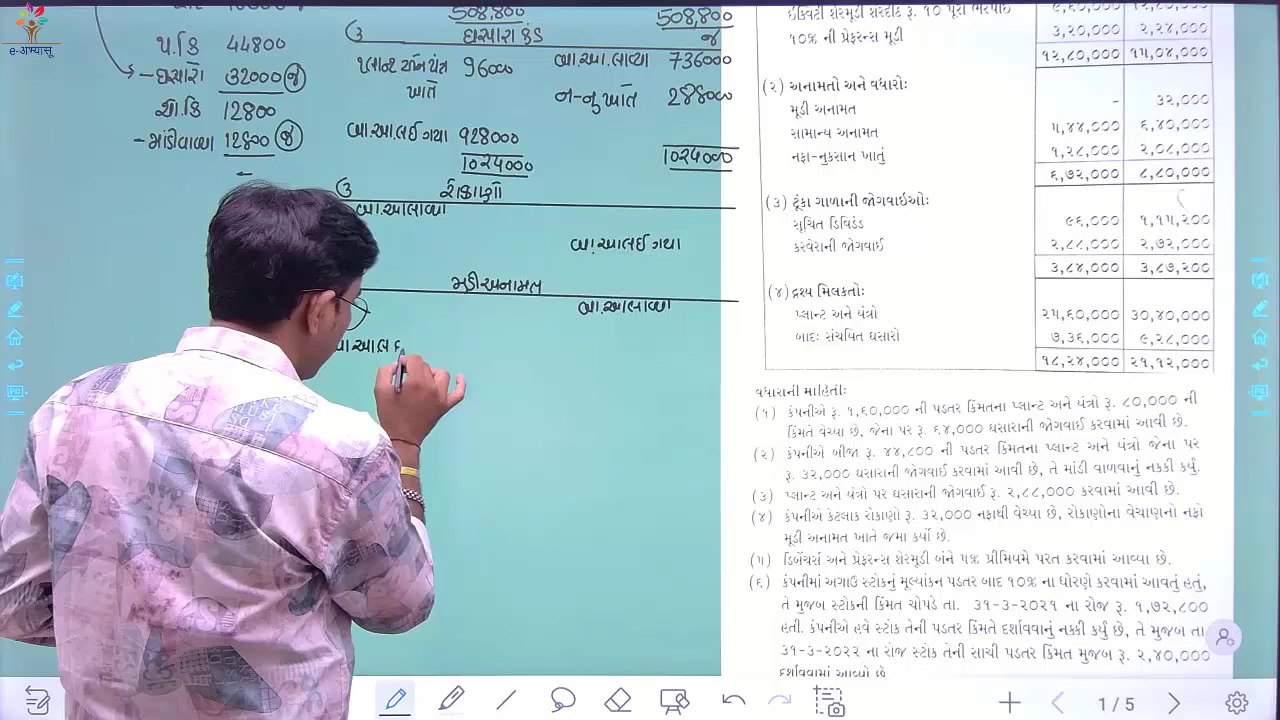 e-अभ्यासू
508,800
508,800
ઉ ઘસારા ફંડ જ
પ.કિં 44800
- ઘસારો 32000 જ
ચો.કિં 12800
- માંડીવાળ્યા 12800 જ
પ્લાન્ટ અને યંત્ર 96000
ખાતે
બા.આ.લાવ્યા 736000
ન-નુ ખાતે 288000
બા.આ.લઈ ગયા 928000
1024000
1024000
ઉ રોકાણો
બા.આ લાવ્યા
બા.આ લઈ ગયા
મૂડી અનામત
બા.આ લાવ્યા
ઇક્વિટી શેરમૂડી શેરદીઠ રૂ. ૧૦ પૂરા ભરપાઈ ૯,૬૦,૦૦૦ ૧૨,૮૦,૦૦૦
૧૦% ની પ્રેફરન્સ મૂડી ૩,૨૦,૦૦૦ ૨,૨૪,૦૦૦
૧૨,૮૦,૦૦૦ ૧૫,૦૪,૦૦૦
(૨) અનામતો અને વધારો:
મૂડી અનામત - ૩૨,૦૦૦
સામાન્ય અનામત ૫,૪૪,૦૦૦ ૬,૪૦,૦૦૦
નફા-નુકસાન ખાતું ૧,૨૮,૦૦૦ ૨,૦૮,૦૦૦
૬,૭૨,૦૦૦ ૮,૮૦,૦૦૦
(૩) ટૂંકા ગાળાની જોગવાઈઓ:
સૂચિત ડિવિડંડ ૯૬,૦૦૦ ૧,૧૫,૨૦૦
કરવેરાની જોગવાઈ ૨,૮૮,૦૦૦ ૨,૭૨,૦૦૦
૩,૮૪,૦૦૦ ૩,૮૭,૨૦૦
(૪) દ્રશ્ય મિલકતો:
પ્લાન્ટ અને યંત્રો ૨૫,૬૦,૦૦૦ ૩૦,૪૦,૦૦૦
બાદ: સંચયિત ઘસારો ૭,૩૬,૦૦૦ ૯,૨૮,૦૦૦
૧૮,૨૪,૦૦૦ ૨૧,૧૨,૦૦૦
વધારાની માહિતી:
(૧) કંપનીએ રૂ. ૧,૬૦,૦૦૦ ની પડતર કિંમતના પ્લાન્ટ અને યંત્રો રૂ. ૮૦,૦૦૦ ની
કિંમતે વેચ્યા છે, જેના પર રૂ. ૬૪,૦૦૦ ઘસારાની જોગવાઈ કરવામાં આવી છે.
(૨) કંપનીએ બીજા રૂ. ૪૪,૮૦૦ ની પડતર કિંમતના પ્લાન્ટ અને યંત્રો જેના પર
રૂ. ૩૨,૦૦૦ ઘસારાની જોગવાઈ કરવામાં આવી છે, તે માંડી વાળવાનું નક્કી કર્યું.
(૩) પ્લાન્ટ અને યંત્રો પર ઘસારાની જોગવાઈ રૂ. ૨,૮૮,૦૦૦ કરવામાં આવી છે.
(૪) કંપનીએ કેટલાક રોકાણો રૂ. ૩૨,૦૦૦ નફાથી વેચ્યા છે, રોકાણોના વેચાણનો નફો
મૂડી અનામત ખાતે જમા કર્યો છે.
(૫) ડિબેંચર્સ અને પ્રેફરન્સ શેરમૂડી બંને ૫% પ્રીમિયમે પરત કરવામાં આવ્યા છે.
(૬) કંપનીમાં અગાઉ સ્ટોકનું મૂલ્યાંકન પડતર બાદ ૧૦% ના ધોરણે કરવામાં આવતું હતું,
તે મુજબ સ્ટોકની કિંમત ચોપડે તા. ૩૧-૩-૨૦૨૧ ના રોજ રૂ. ૧,૭૨,૮૦૦
હતી. કંપનીએ હવે સ્ટોક તેની પડતર કિંમતે દર્શાવવાનું નક્કી કર્યું છે, તે મુજબ તા
૩૧-૩-૨૦૨૨ ના રોજ સ્ટોક તેની સાચી પડતર કિંમત મુજબ રૂ. ૨,૪૦,૦૦૦
દર્શાવવામાં આવ્યો છે
1/5